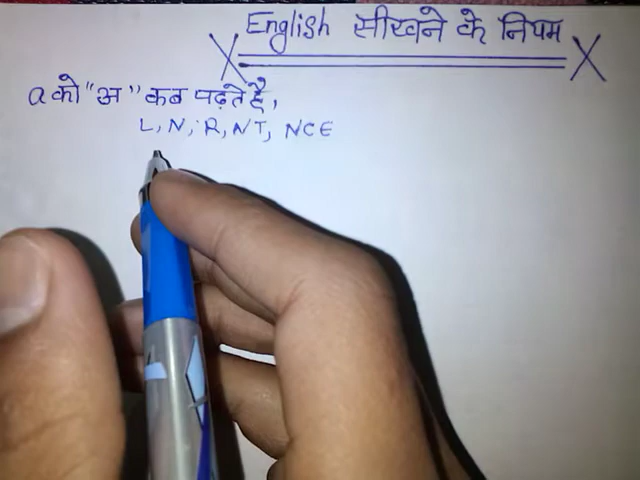 English सीखने के नियम
a को "अ" कब पढ़ते है,
L, N, R, NT, NCE